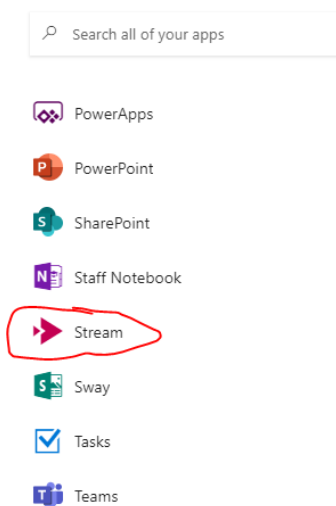 Search all of your apps
PowerApps
P PowerPoint
S SharePoint
N Staff Notebook
Stream
S Sway
Tasks
T Teams